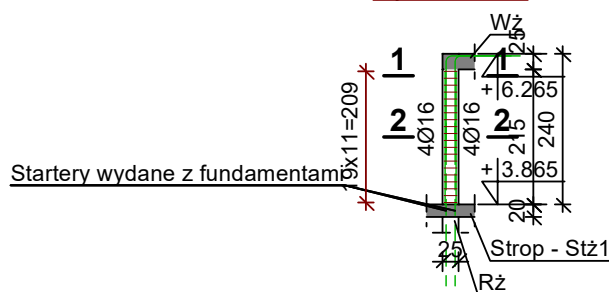 Wż
25
1 1
+ 6.265
19x11=209
2 4Ø16 4Ø16 2
215
240
+ 3.865
Startery wydane z fundamentami
20
25
Strop - Stż1
Rż